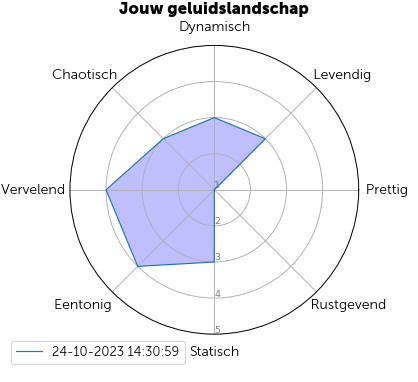 Jouw geluidslandschap
Dynamisch
Chaotisch
Levendig
Vervelend
1
Prettig
2
3
Eentonig
4
Rustgevend
5
24-10-2023 14:30:59
Statisch